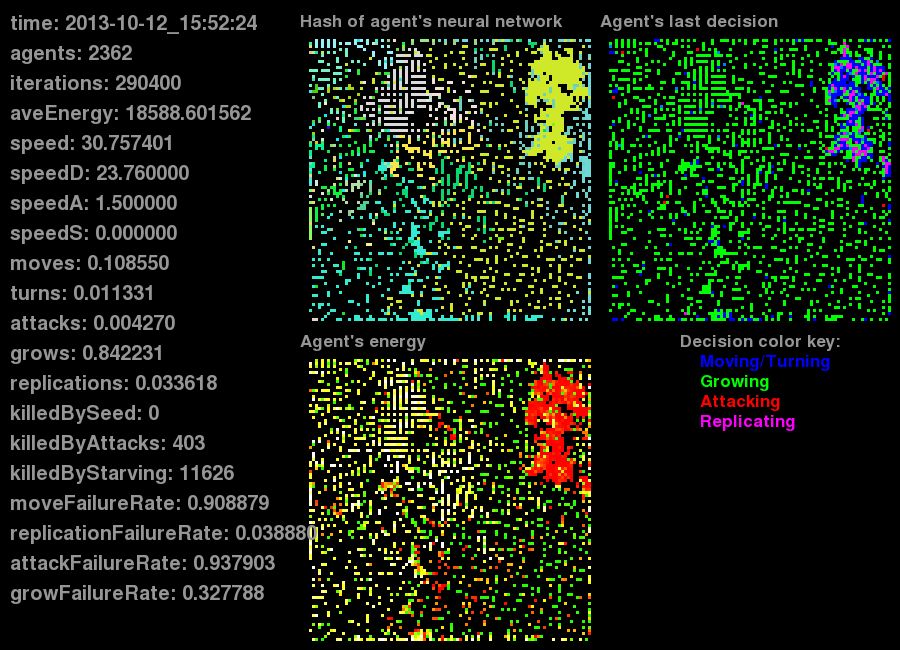 time: 2013-10-12_15:52:24
agents: 2362
iterations: 290400
aveEnergy: 18588.601562
speed: 30.757401
speedD: 23.760000
speedA: 1.500000
speedS: 0.000000
moves: 0.108550
turns: 0.011331
attacks: 0.004270
grows: 0.842231
replications: 0.033618
killedBySeed: 0
killedByAttacks: 403
killedByStarving: 11626
moveFailureRate: 0.908879
replicationFailureRate: 0.038880
attackFailureRate: 0.937903
growFailureRate: 0.327788
Hash of agent's neural network
Agent's last decision
Agent's energy
Decision color key:
Moving/Turning
Growing
Attacking
Replicating